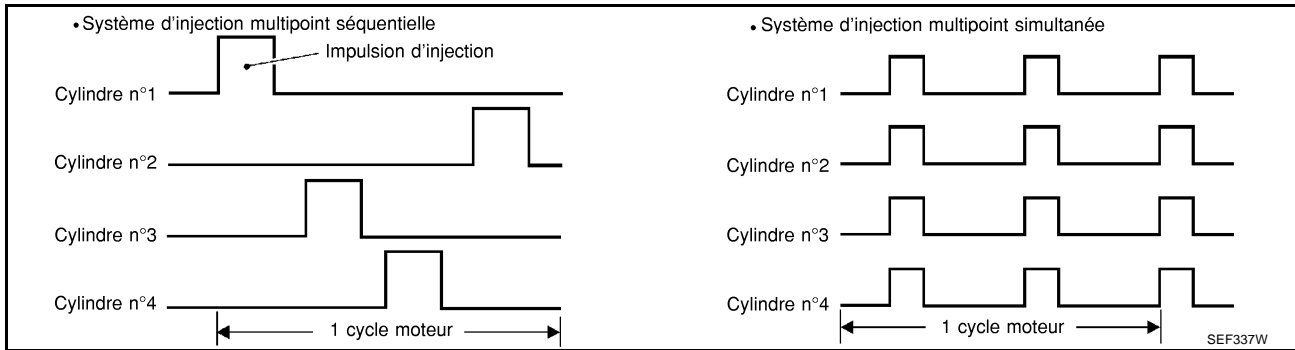 • Système d'injection multipoint séquentielle
Impulsion d'injection
Cylindre n°1
Cylindre n°2
Cylindre n°3
Cylindre n°4
1 cycle moteur
• Système d'injection multipoint simultanée
Cylindre n°1
Cylindre n°2
Cylindre n°3
Cylindre n°4
1 cycle moteur
SEF337W